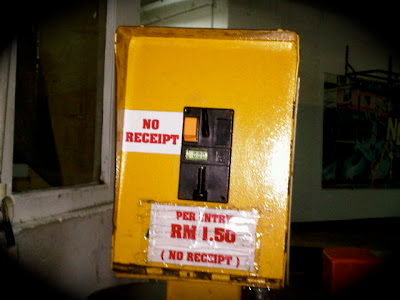 NO
RECEIPT
PER ENTRY
RM 1.50
( NO RECEIPT )